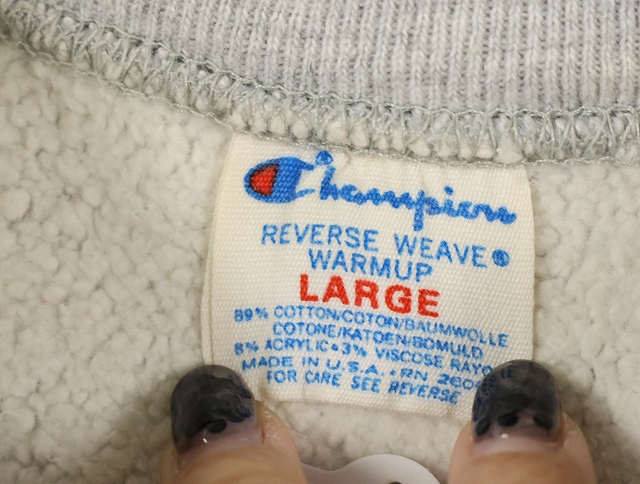 Champion
REVERSE WEAVE®
WARMUP
LARGE
89% COTTON/COTON/BAUMWOLLE
COTONE/KATOEN/BOMULD
8% ACRYLIC • 3% VISCOSE
MADE IN U.S.A. • RN
FOR CARE SEE REVERSE